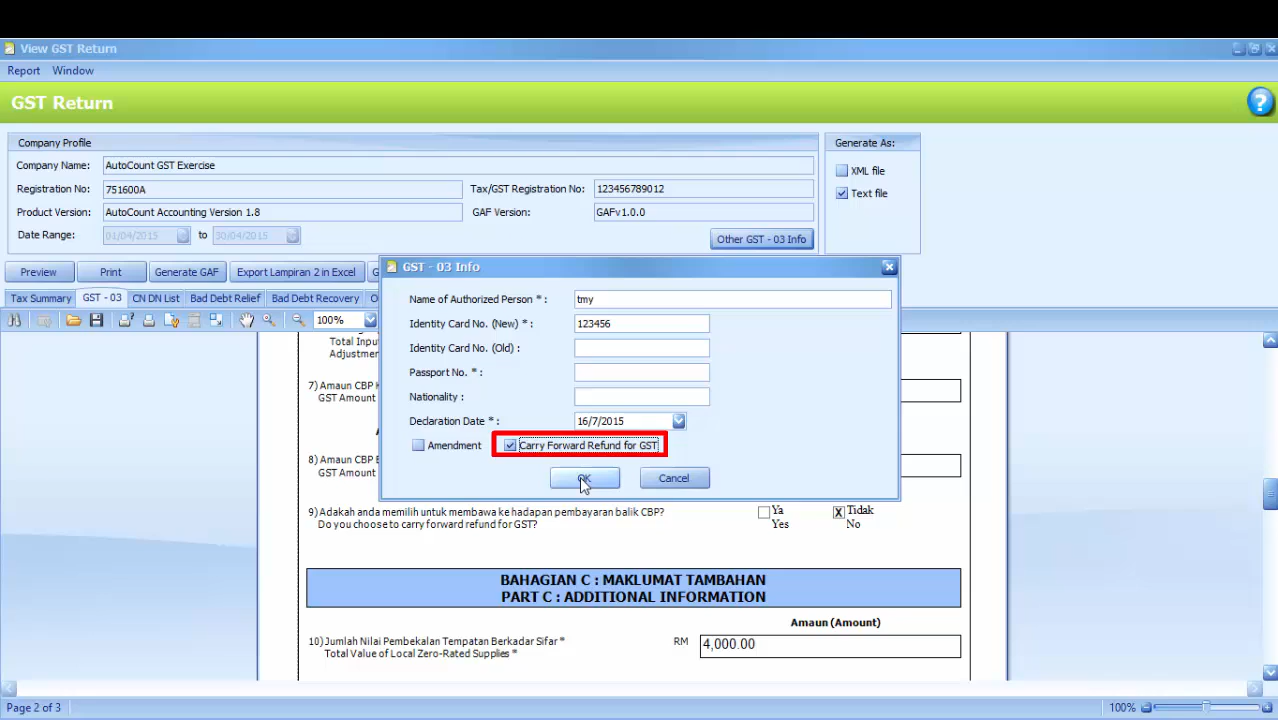 View GST Return
Report Window
GST Return
?
Company Profile
Generate As:
Company Name: AutoCount GST Exercise
XML file
Registration No: 751600A Tax/GST Registration No: 123456789012
Text file
Product Version: AutoCount Accounting Version 1.8 GAF Version: GAFv1.0.0
Date Range: 01/04/2015 to 30/04/2015 Other GST - 03 Info
Preview Print Generate GAF Export Lampiran 2 in Excel G
Tax Summary GST - 03 CN DN List Bad Debt Relief Bad Debt Recovery O
100%
GST - 03 Info
Name of Authorized Person * : tmy
Identity Card No. (New) * : 123456
Identity Card No. (Old) :
Passport No. * :
Nationality :
Declaration Date * : 16/7/2015
Amendment Carry Forward Refund for GST
OK Cancel
Total Inpu
Adjustmer
7) Amaun CBP K
GST Amount
A
8) Amaun CBP B
GST Amount
9) Adakah anda memilih untuk membawa ke hadapan pembayaran balik CBP? Ya X Tidak
Do you choose to carry forward refund for GST? Yes No
BAHAGIAN C : MAKLUMAT TAMBAHAN
PART C : ADDITIONAL INFORMATION
Amaun (Amount)
10) Jumlah Nilai Pembekalan Tempatan Berkadar Sifar * RM 4,000.00
Total Value of Local Zero-Rated Supplies *
Page 2 of 3 100%